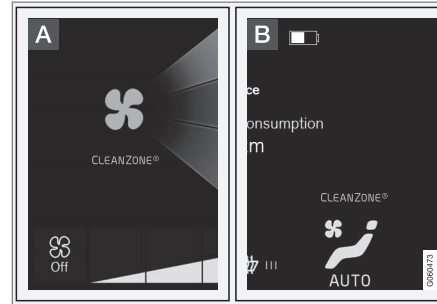 A
CLEANZONE®
Off
B
ce
onsumption
m
CLEANZONE®
AUTO
G060473